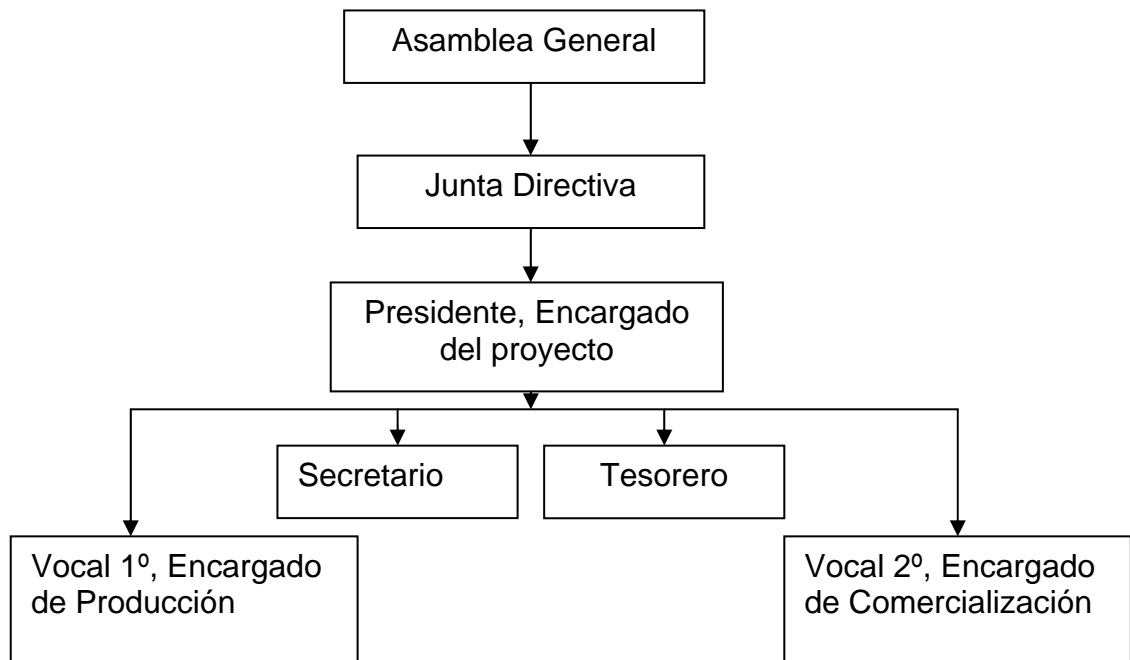 Asamblea General
Junta Directiva
Presidente, Encargado
del proyecto
Secretario
Tesorero
Vocal 1º, Encargado
de Producción
Vocal 2º, Encargado
de Comercialización